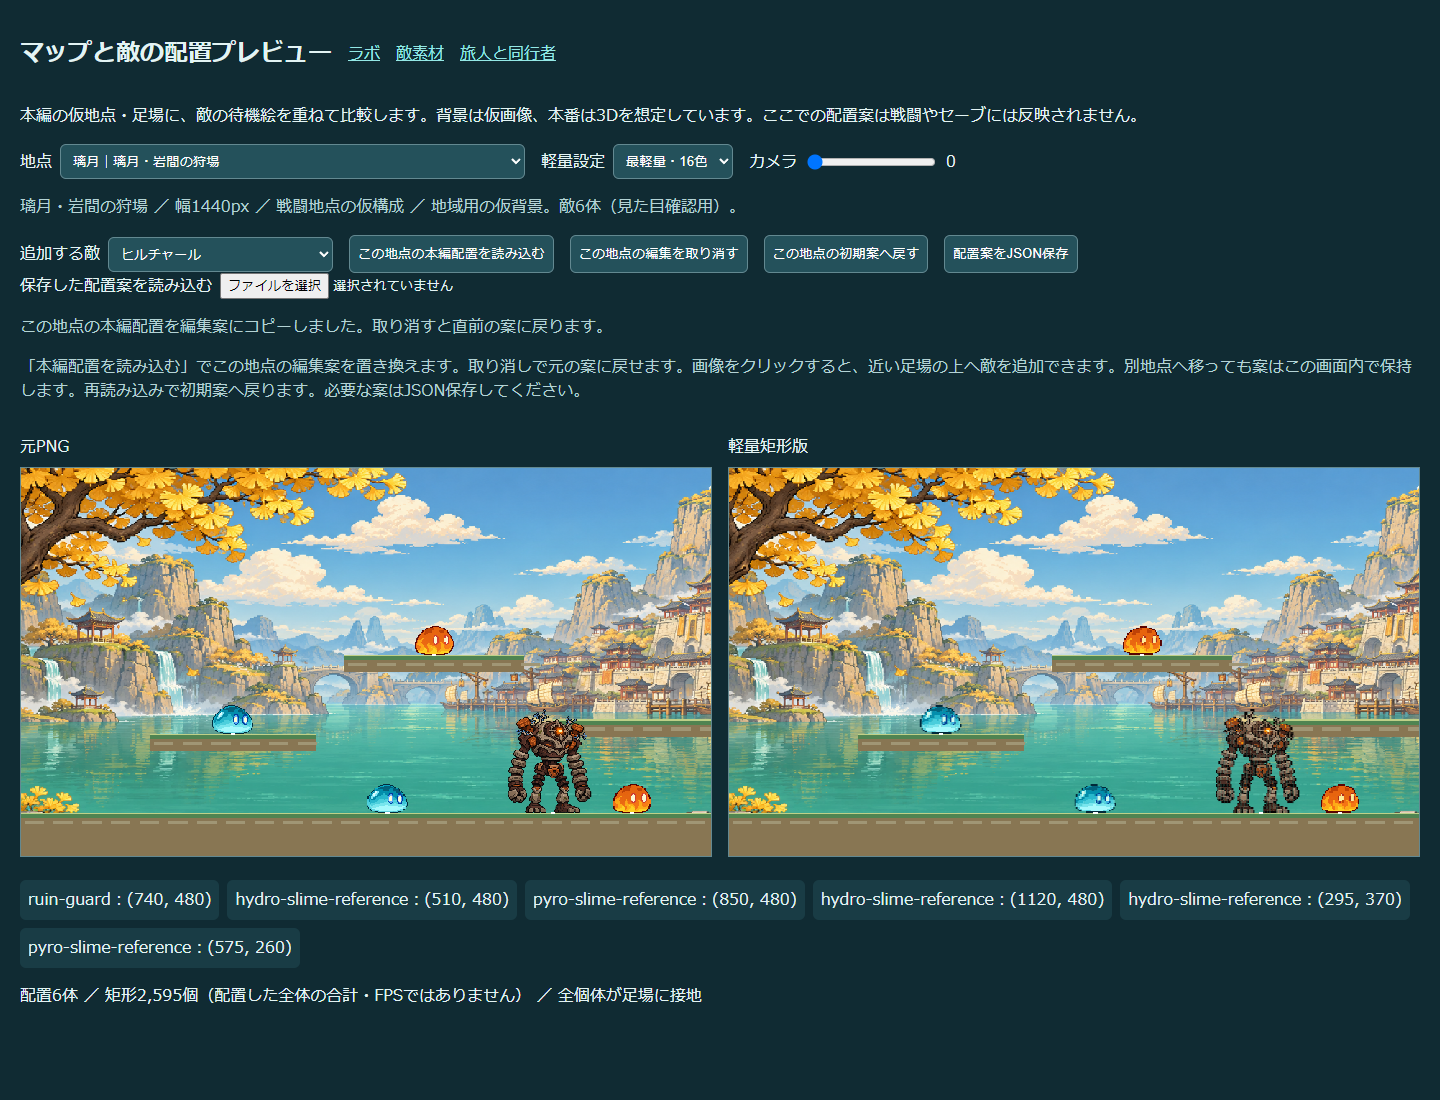 マップと敵の配置プレビュー ラボ 敵素材 旅人と同行者
本編の仮地点・足場に、敵の待機絵を重ねて比較します。背景は仮画像、本番は3Dを想定しています。ここでの配置案は戦闘やセーブには反映されません。
地点 璃月｜璃月・岩間の狩場 軽量設定 最軽量・16色 カメラ 0
璃月・岩間の狩場 ／ 幅1440px ／ 戦闘地点の仮構成 ／ 地域用の仮背景。敵6体（見た目確認用）。
追加する敵 ヒルチャール この地点の本編配置を読み込む この地点の編集を取り消す この地点の初期案へ戻す 配置案をJSON保存
保存した配置案を読み込む ファイルを選択 選択されていません
この地点の本編配置を編集案にコピーしました。取り消すと直前の案に戻ります。
「本編配置を読み込む」でこの地点の編集案を置き換えます。取り消しで元の案に戻せます。画像をクリックすると、近い足場の上へ敵を追加できます。別地点へ移っても案はこの画面内で保持
します。再読み込みで初期案へ戻ります。必要な案はJSON保存してください。
元PNG
軽量矩形版
ruin-guard : (740, 480) hydro-slime-reference : (510, 480) pyro-slime-reference : (850, 480) hydro-slime-reference : (1120, 480) hydro-slime-reference : (295, 370)
pyro-slime-reference : (575, 260)
配置6体 ／ 矩形2,595個（配置した全体の合計・FPSではありません） ／ 全個体が足場に接地